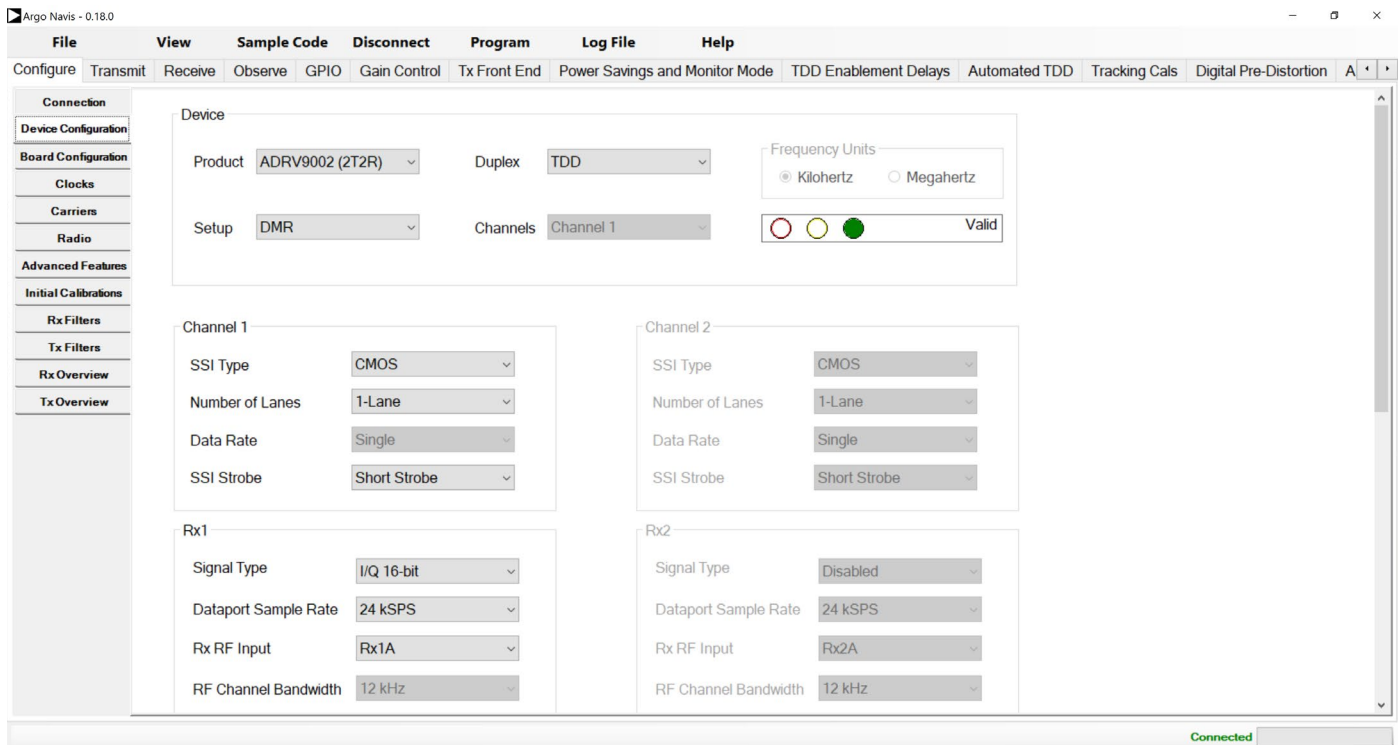 Argo Navis - 0.18.0
File View Sample Code Disconnect Program Log File Help
Configure Transmit Receive Observe GPIO Gain Control Tx Front End Power Savings and Monitor Mode TDD Enablement Delays Automated TDD Tracking Cals Digital Pre-Distortion A
Connection
Device Configuration
Board Configuration
Clocks
Carriers
Radio
Advanced Features
Initial Calibrations
Rx Filters
Tx Filters
Rx Overview
Tx Overview
Device
Product ADRV9002 (2T2R) Duplex TDD
Frequency Units
Kilohertz Megahertz
Setup DMR Channels Channel 1 Valid
Channel 1
SSI Type CMOS
Number of Lanes 1-Lane
Data Rate Single
SSI Strobe Short Strobe
Channel 2
SSI Type CMOS
Number of Lanes 1-Lane
Data Rate Single
SSI Strobe Short Strobe
Rx1
Signal Type I/Q 16-bit
Dataport Sample Rate 24 kSPS
Rx RF Input Rx1A
RF Channel Bandwidth 12 kHz
Rx2
Signal Type Disabled
Dataport Sample Rate 24 kSPS
Rx RF Input Rx2A
RF Channel Bandwidth 12 kHz
Connected